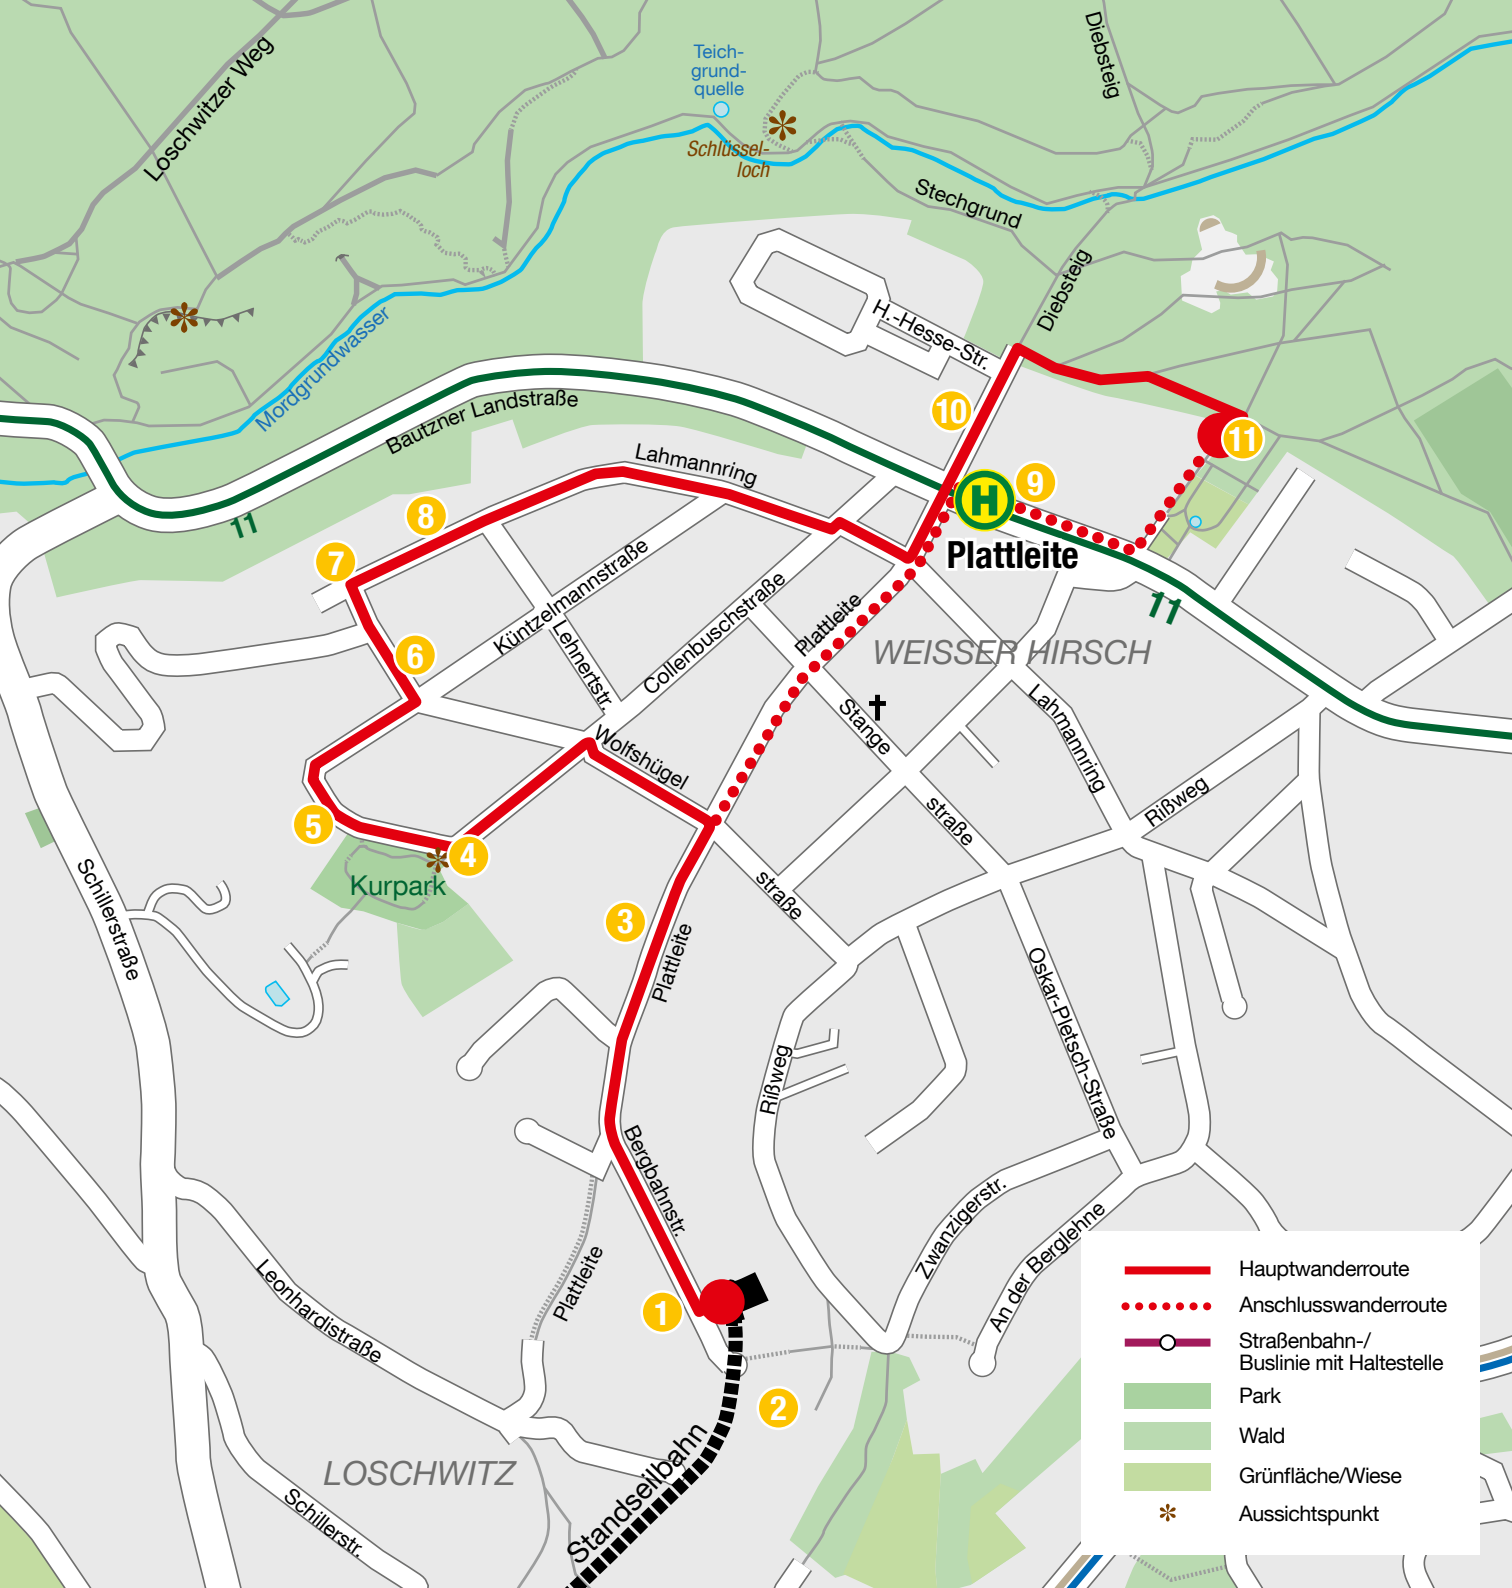 Diebsteig
Teich-
grund-
quelle
Loschwitzer Weg
Schlüssel-
loch
Stechgrund
Diebsteig
H.-Hesse-Str.
Mordgrundwasser
Bautzner Landstraße
11
10
11
Lahmannring
9
H
Plattleite
8
7
Küntzelmannstraße
Lehnertstr.
Collenbuschstraße
Plattleite
11
WEISSER HIRSCH
6
Stange
straße
Lahmannring
Wolfshügel
straße
Rißweg
5
4
Kurpark
Schillerstraße
3
Plattleite
Oskar-Pletsch-Straße
Rißweg
Bergbahnstr.
Zwanzigerstr.
An der Berglehne
Plattleite
Leonhardistraße
1
2
LOSCHWITZ
Standseilbahn
Schillerstr.
Hauptwanderroute
Anschlusswanderroute
Straßenbahn-/
Buslinie mit Haltestelle
Park
Wald
Grünfläche/Wiese
Aussichtspunkt